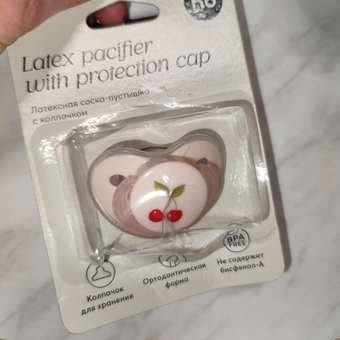 Latex pacifier
with protection cap
Латексная соска-пустышка
с колпачком
BPA
FREE
Колпачок
для хранения
Ортодонтическая
форма
Не содержит
бисфенол-А